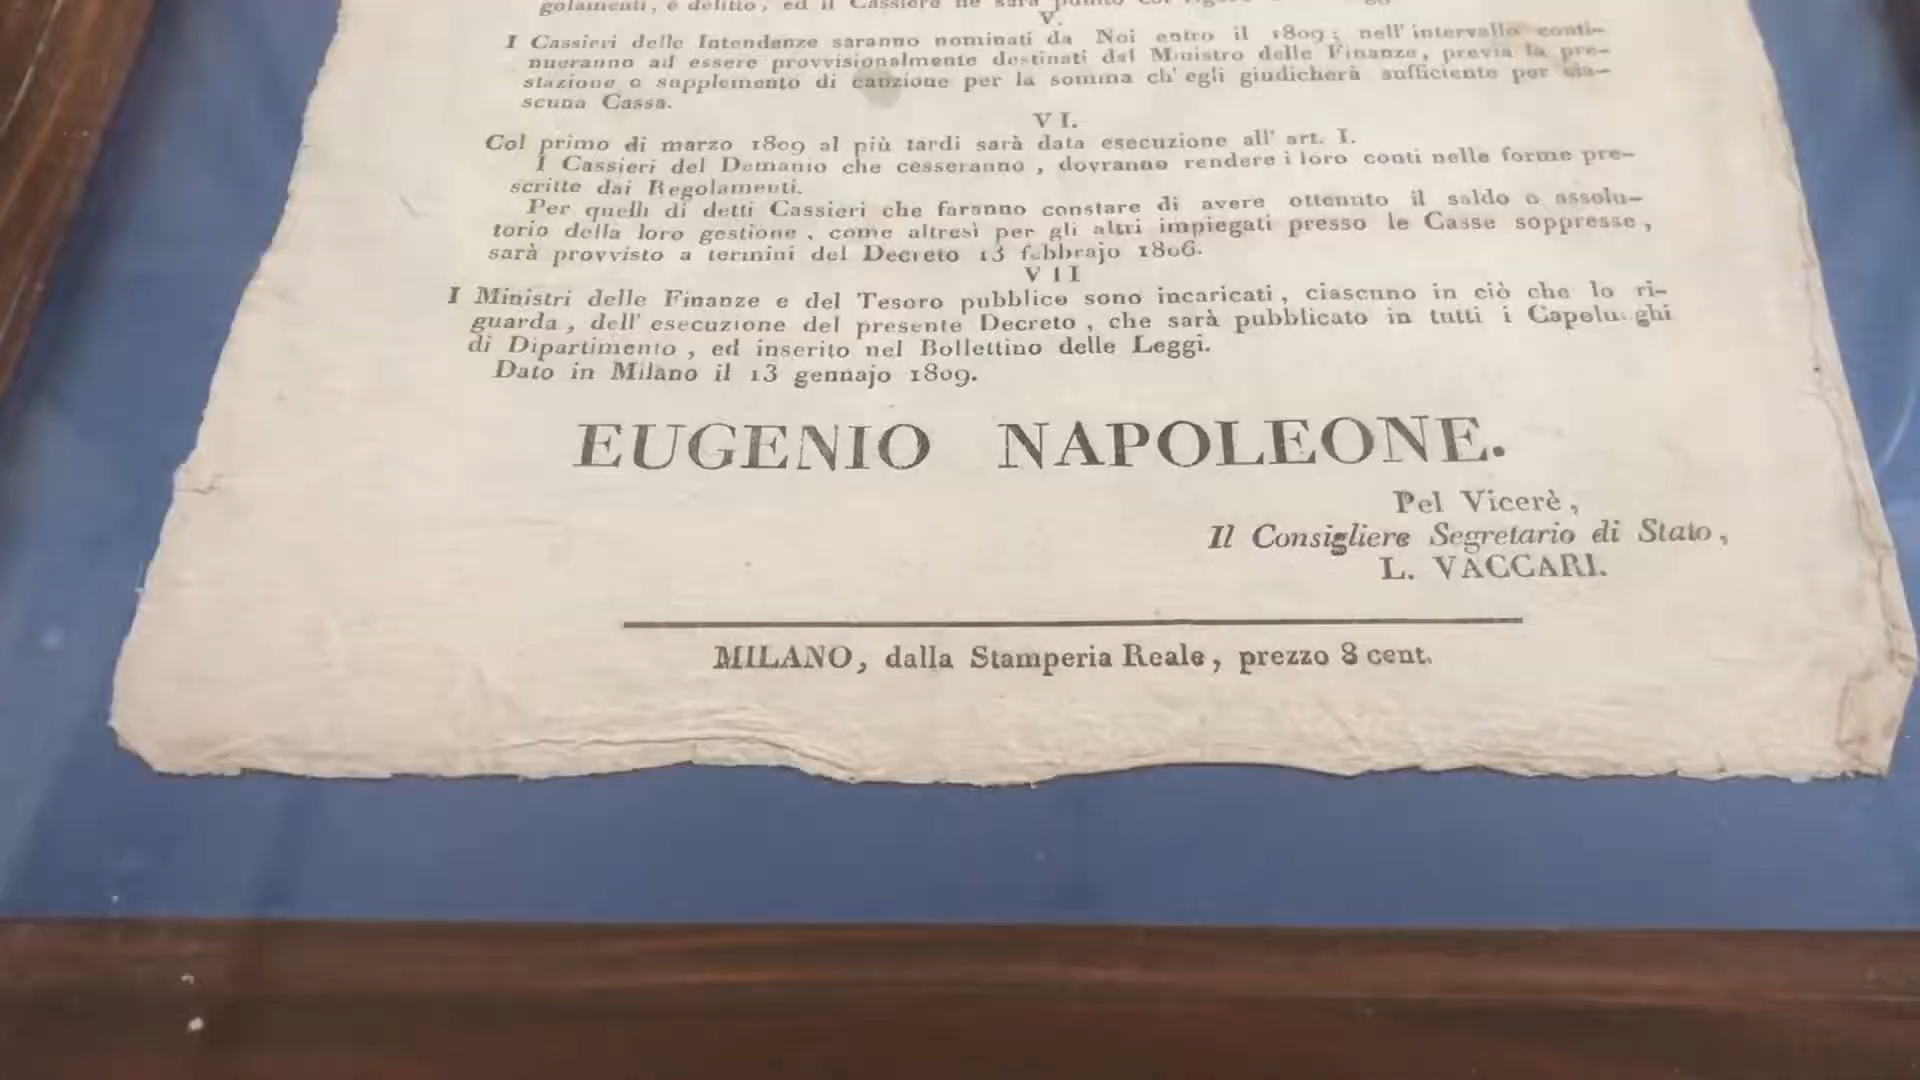 golamenti, è delitto, ed il Cassiere ne sarà punito
V.
I Cassieri delle Intendenze saranno nominati da Noi entro il 1809; nell' intervallo conti-
nueranno ad essere provvisionalmente destinati dal Ministro delle Finanze, previa la pre-
stazione o supplemento di cauzione per la somma ch' egli giudicherà sufficiente per cia-
scuna Cassa.
VI.
Col primo di marzo 1809 al più tardi sarà data esecuzione all' art. I.
I Cassieri del Demanio che cesseranno, dovranno rendere i loro conti nelle forme pre-
scritte dai Regolamenti.
Per quelli di detti Cassieri che faranno constare di avere ottenuto il saldo o assolu-
torio della loro gestione, come altresì per gli altri impiegati presso le Casse soppresse,
sarà provvisto a termini del Decreto 13 febbrajo 1806.
VII
I Ministri delle Finanze e del Tesoro pubblico sono incaricati, ciascuno in ciò che lo ri-
guarda, dell' esecuzione del presente Decreto, che sarà pubblicato in tutti i Capoluoghi
di Dipartimento, ed inserito nel Bollettino delle Leggi.
Dato in Milano il 13 gennajo 1809.
EUGENIO NAPOLEONE.
Pel Vicerè,
Il Consigliere Segretario di Stato,
L. VACCARI.
MILANO, dalla Stamperia Reale, prezzo 8 cent.